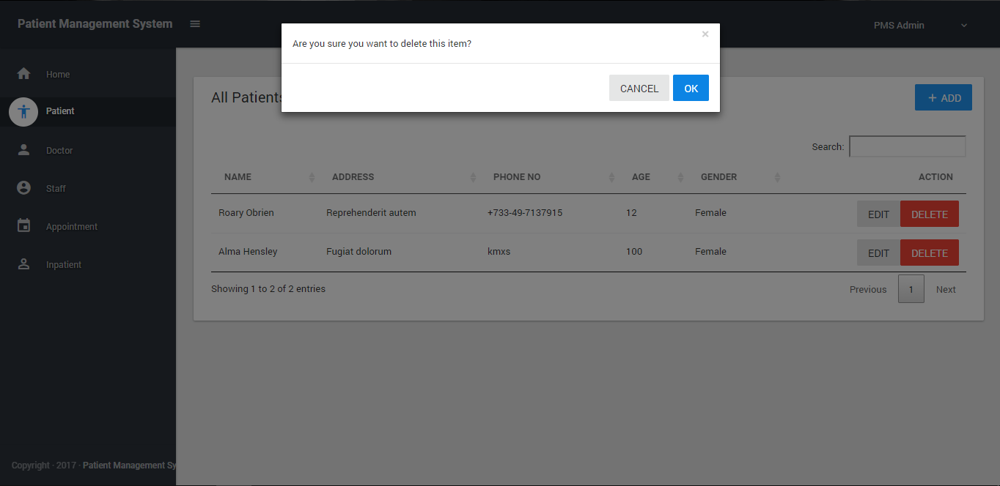 Patient Management System
PMS Admin
Are you sure you want to delete this item?
×
CANCEL OK
Home
Patient
Doctor
Staff
Appointment
Inpatient
All Patients
+ ADD
Search:
NAME ADDRESS PHONE NO AGE GENDER ACTION
Roary Obrien Reprehenderit autem +733-49-7137915 12 Female EDIT DELETE
Alma Hensley Fugiat dolorum kmxs 100 Female EDIT DELETE
Showing 1 to 2 of 2 entries Previous 1 Next
Copyright · 2017 · Patient Management Sy